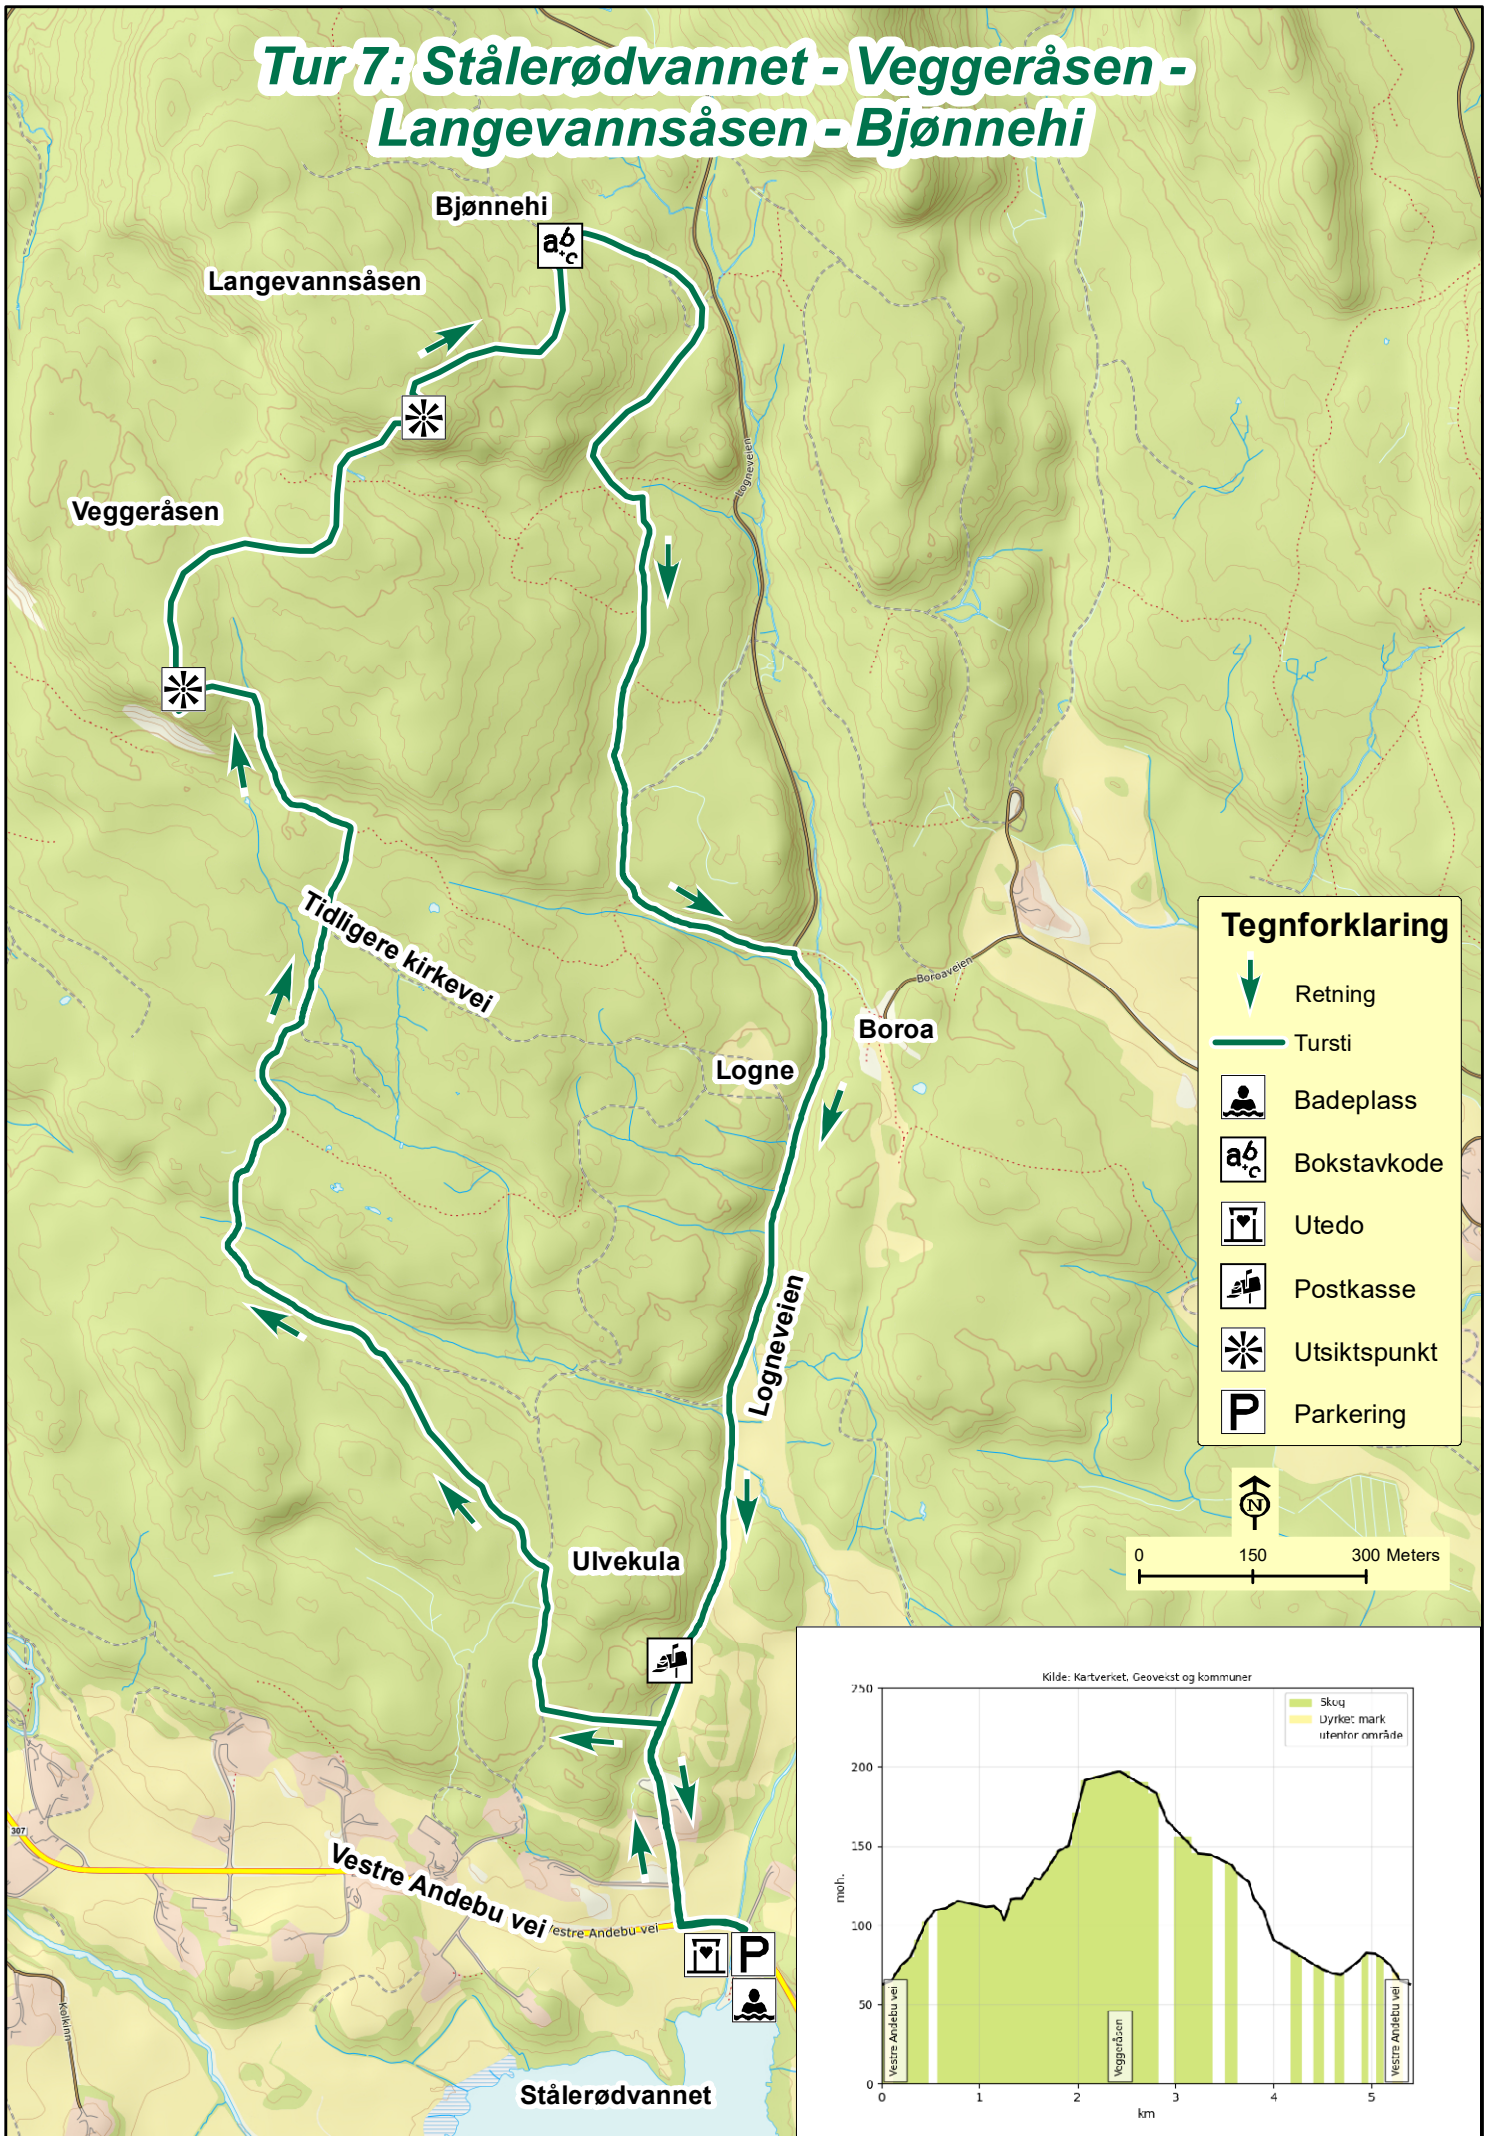 Tur 7: Stålerødvannet - Veggeråsen -
Langevannsåsen - Bjønnehi
Bjønnehi
Langevannsåsen
Logneveien
Veggeråsen
Tidligere kirkevei
Boroaveien
Boroa
Logne
Logneveien
Ulvekula
307
Vestre Andebu vei
Vestre Andebu vei
P
Kolkinn
Stålerødvannet
Tegnforklaring
Retning
Tursti
Badeplass
ab+c Bokstavkode
Utedo
Postkasse
Utsiktspunkt
P Parkering
N
0 150 300 Meters
Kilde: Kartverket, Geovekst og kommuner
Skog
Dyrket mark
utenfor område
250
200
150
100
50
0
moh.
Vestre Andebu vei
Veggeråsen
Vestre Andebu vei
0 1 2 3 4 5
km